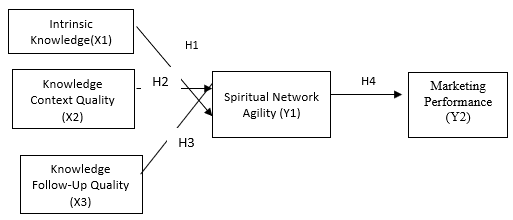 Intrinsic
Knowledge(X1)
H1
Knowledge
Context Quality
(X2)
H2
Spiritual Network
Agility (Y1)
H4
Marketing
Performance
(Y2)
H3
Knowledge
Follow-Up Quality
(X3)